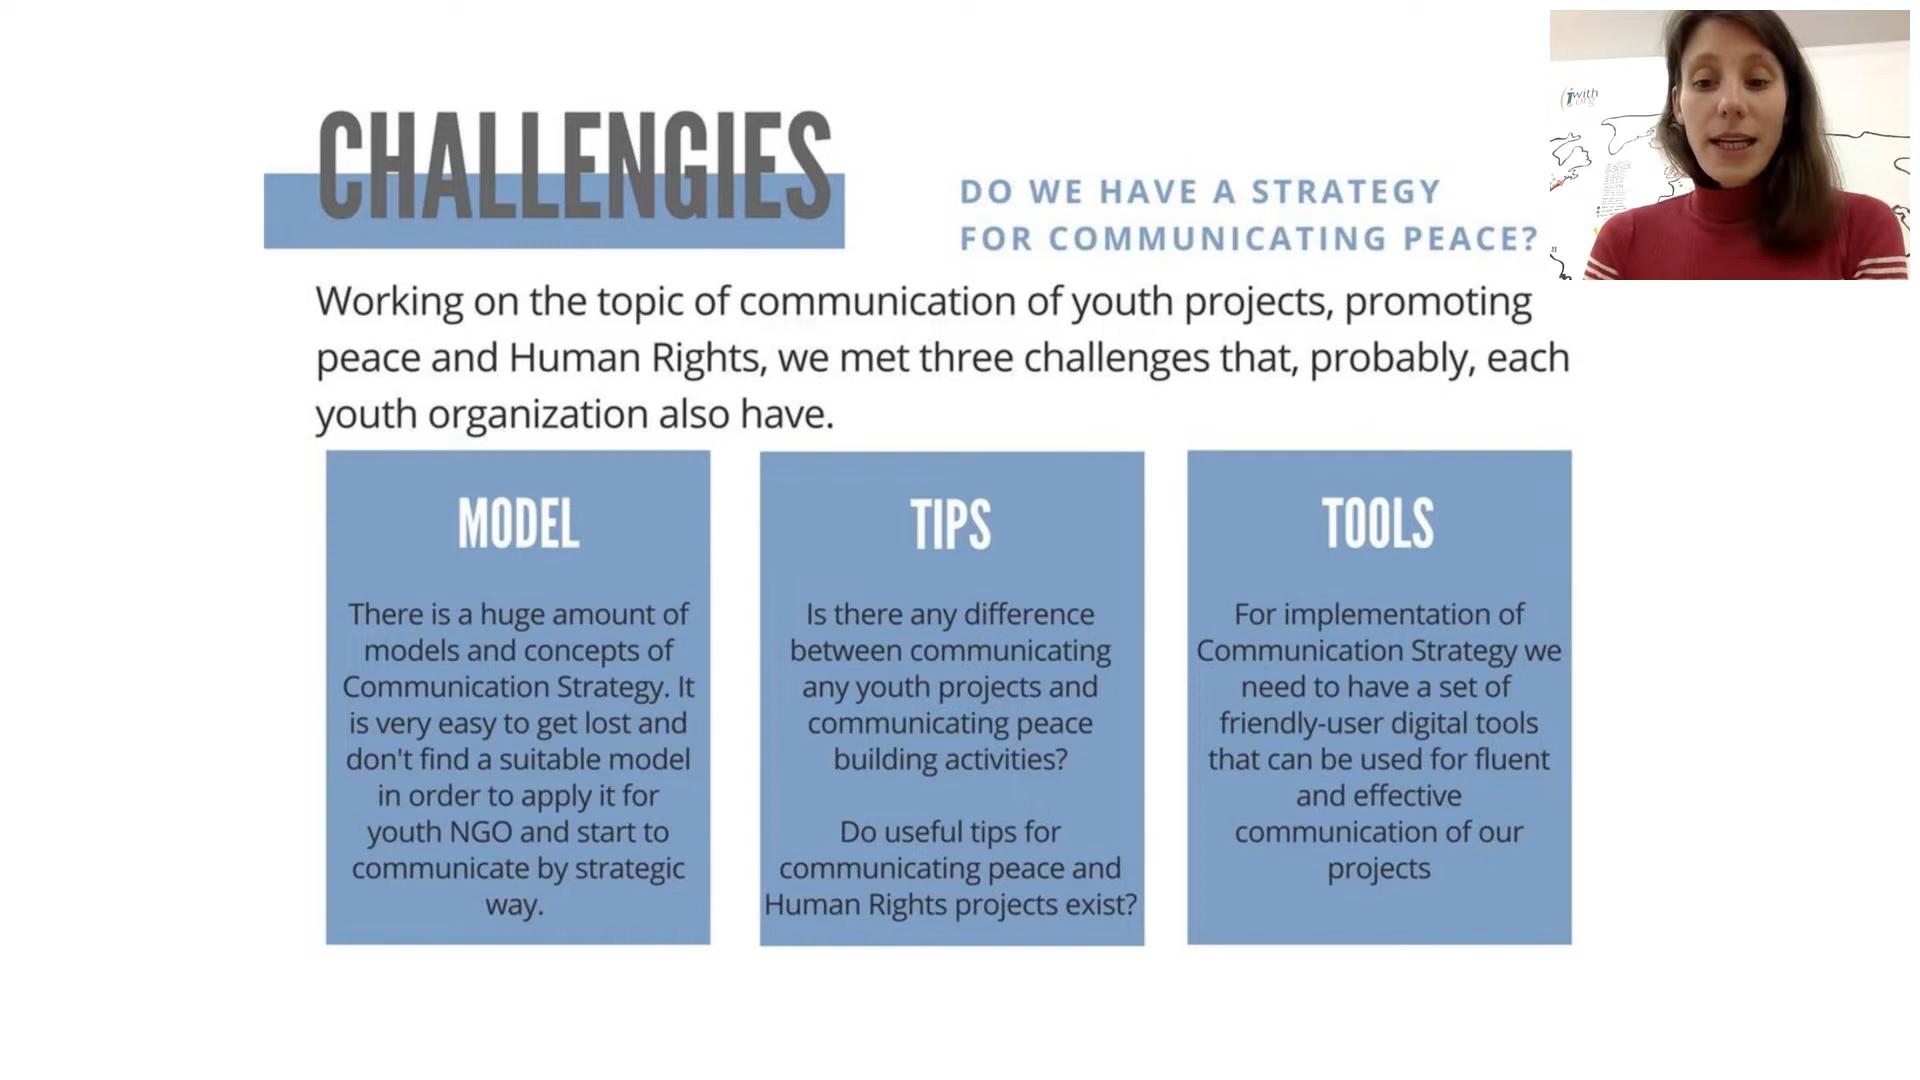 CHALLENGIES
DO WE HAVE A STRATEGY
FOR COMMUNICATING PEACE?
Working on the topic of communication of youth projects, promoting
peace and Human Rights, we met three challenges that, probably, each
youth organization also have.
MODEL
There is a huge amount of
models and concepts of
Communication Strategy. It
is very easy to get lost and
don't find a suitable model
in order to apply it for
youth NGO and start to
communicate by strategic
way.
TIPS
Is there any difference
between communicating
any youth projects and
communicating peace
building activities?
Do useful tips for
communicating peace and
Human Rights projects exist?
TOOLS
For implementation of
Communication Strategy we
need to have a set of
friendly-user digital tools
that can be used for fluent
and effective
communication of our
projects
iwith
org